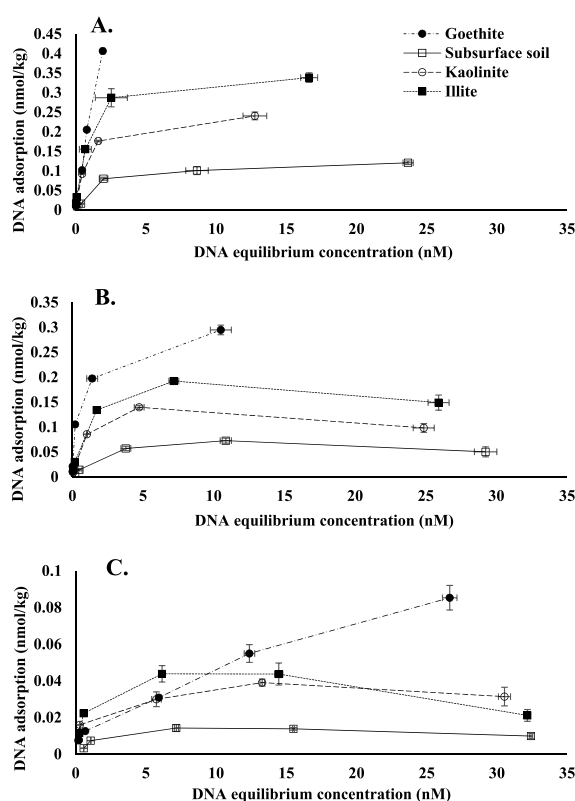 A.
Goethite
Subsurface soil
Kaolinite
Illite
DNA adsorption (nmol/kg)
0.45
0.4
0.35
0.3
0.25
0.2
0.15
0.1
0.05
0
0 5 10 15 20 25 30 35
DNA equilibrium concentration (nM)
B.
DNA adsorption (nmol/kg)
0.35
0.3
0.25
0.2
0.15
0.1
0.05
0
0 5 10 15 20 25 30 35
DNA equilibrium concentration (nM)
C.
DNA adsorption (nmol/kg)
0.1
0.08
0.06
0.04
0.02
0
0 5 10 15 20 25 30 35
DNA equilibrium concentration (nM)